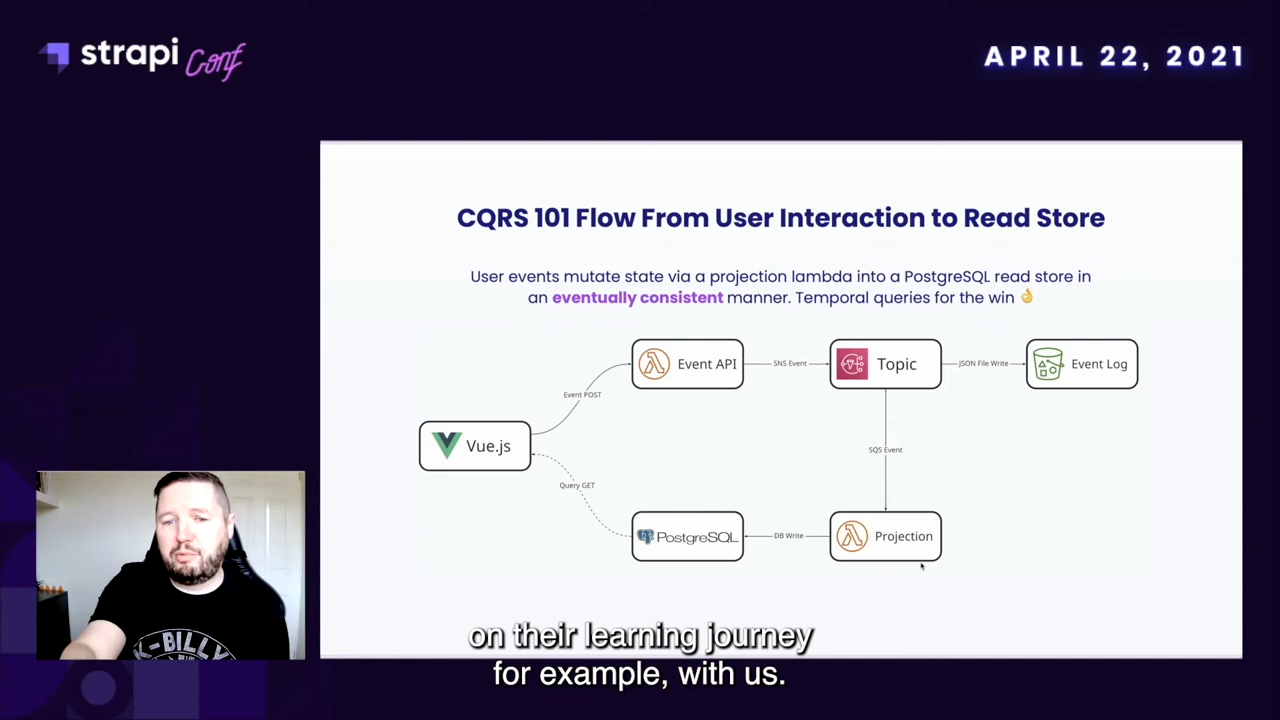 strapi Conf
APRIL 22, 2021
CQRS 101 Flow From User Interaction to Read Store
User events mutate state via a projection lambda into a PostgreSQL read store in
an eventually consistent manner. Temporal queries for the win 👌
Event API
SNS Event
Topic
JSON File Write
Event Log
Event POST
Vue.js
SQS Event
Query GET
PostgreSQL
DB Write
Projection
K-BILLY
on their learning journey
for example, with us.